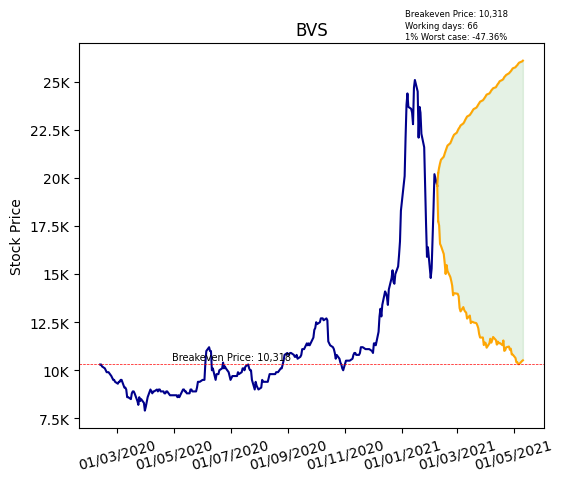 Breakeven Price: 10,318
Working days: 66
1% Worst case: -47.36%
BVS
Stock Price
25K
22.5K
20K
17.5K
15K
12.5K
10K
7.5K
Breakeven Price: 10,318
01/03/2020
01/05/2020
01/07/2020
01/09/2020
01/11/2020
01/01/2021
01/03/2021
01/05/2021